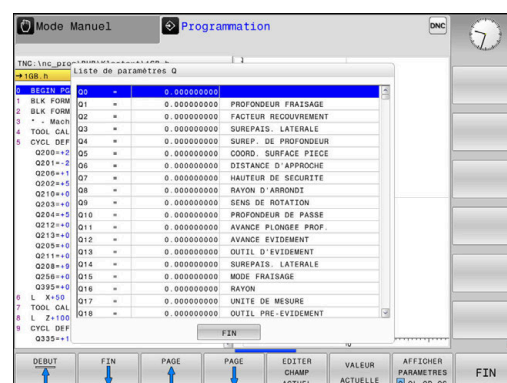 Mode Manuel
Programmation
DNC
Liste de paramètres Q
→1GB.h
0 BEGIN PG
1 BLK FORM
2 BLK FORM
3 * - Mach
4 TOOL CAL
5 CYCL DEF
Q200=+2
Q201=-2
Q206=+1
Q202=+5
Q210=+0
Q203=+0
Q204=+5
Q212=+0
Q213=+0
Q205=+0
Q211=+0
Q208=+9
Q256=+0
Q395=+0
6 L X+50
7 TOOL CAL
8 L Z+100
9 CYCL DEF
Q335=+1
Q0 = 0.000000000
Q1 = 0.000000000 PROFONDEUR FRAISAGE
Q2 = 0.000000000 FACTEUR RECOUVREMENT
Q3 = 0.000000000 SUREPAIS. LATERALE
Q4 = 0.000000000 SUREP. DE PROFONDEUR
Q5 = 0.000000000 COORD. SURFACE PIECE
Q6 = 0.000000000 DISTANCE D'APPROCHE
Q7 = 0.000000000 HAUTEUR DE SECURITE
Q8 = 0.000000000 RAYON D'ARRONDI
Q9 = 0.000000000 SENS DE ROTATION
Q10 = 0.000000000 PROFONDEUR DE PASSE
Q11 = 0.000000000 AVANCE PLONGEE PROF.
Q12 = 0.000000000 AVANCE EVIDEMENT
Q13 = 0.000000000 OUTIL D'EVIDEMENT
Q14 = 0.000000000 SUREPAIS. LATERALE
Q15 = 0.000000000 MODE FRAISAGE
Q16 = 0.000000000 RAYON
Q17 = 0.000000000 UNITE DE MESURE
Q18 = 0.000000000 OUTIL PRE-EVIDEMENT
FIN
DEBUT
FIN
PAGE
PAGE
EDITER
CHAMP
VALEUR
ACTUELLE
AFFICHER
PARAMETRES
FIN